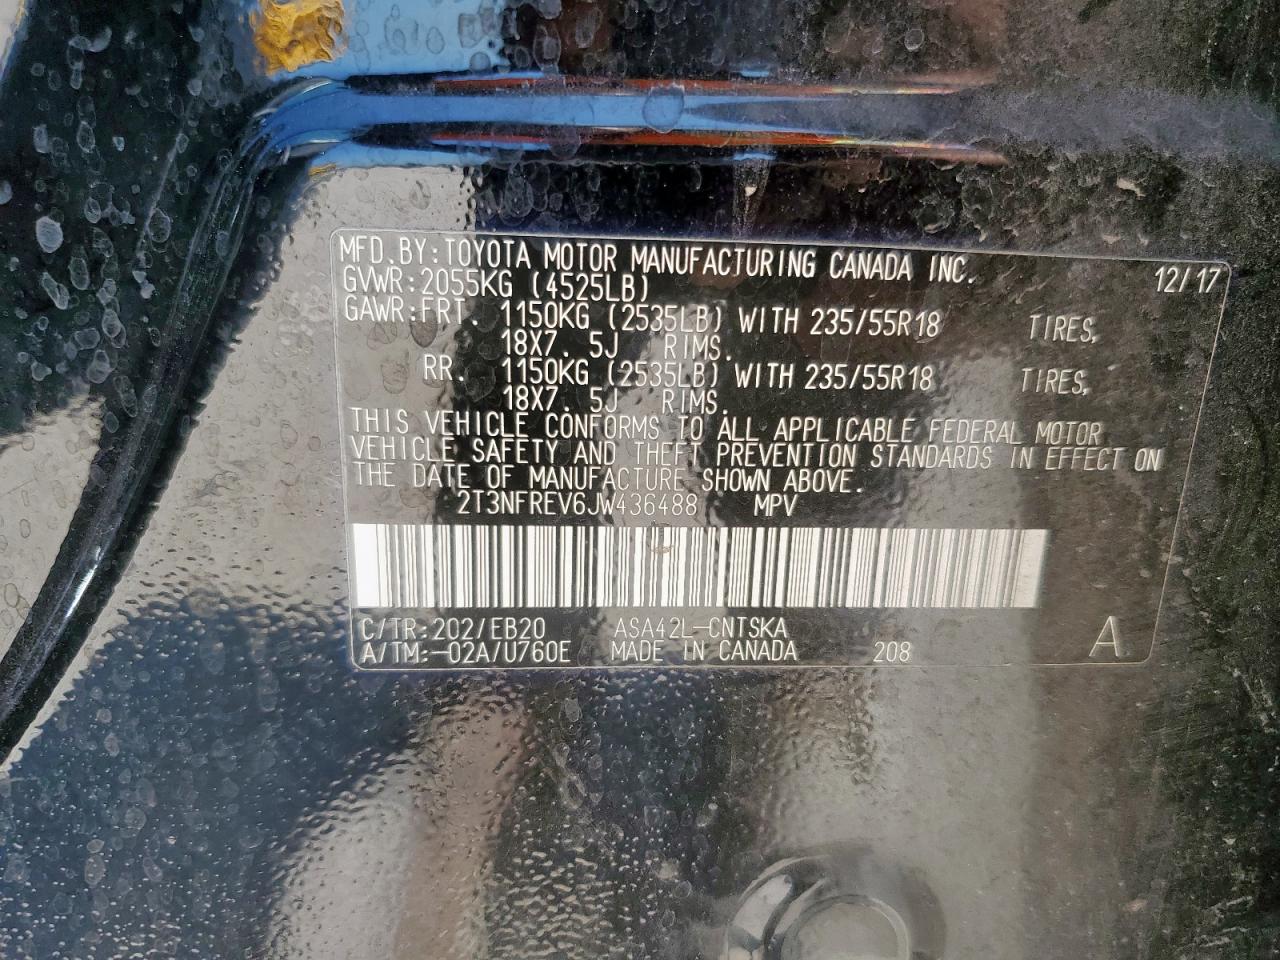 MFD.BY:TOYOTA MOTOR MANUFACTURING CANADA INC. 12/17
GVWR:2055KG (4525LB)
GAWR:FRT. 1150KG (2535LB) WITH 235/55R18 TIRES,
18X7.5J RIMS.
RR. 1150KG (2535LB) WITH 235/55R18 TIRES,
18X7.5J RIMS.
THIS VEHICLE CONFORMS TO ALL APPLICABLE FEDERAL MOTOR
VEHICLE SAFETY AND THEFT PREVENTION STANDARDS IN EFFECT ON
THE DATE OF MANUFACTURE SHOWN ABOVE.
2T3NFREV6JW436488 MPV
C/TR:202/EB20 ASA42L-CNTSKA
A/TM:-02A/U760E MADE IN CANADA 208 A